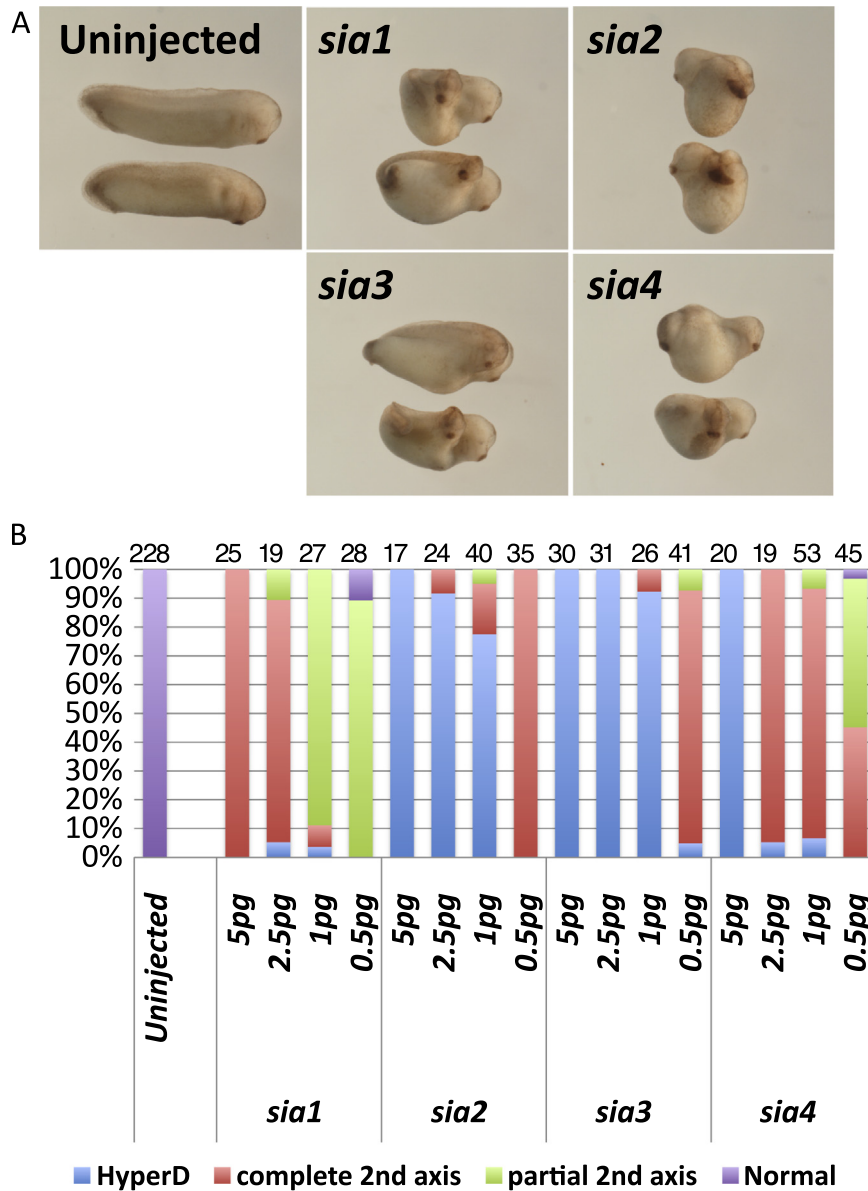 A
Uninjected
sia1
sia2
sia3
sia4
B
228 25 19 27 28 17 24 40 35 30 31 26 41 20 19 53 45
100%
90%
80%
70%
60%
50%
40%
30%
20%
10%
0%
Uninjected 5pg 2.5pg 1pg 0.5pg 5pg 2.5pg 1pg 0.5pg 5pg 2.5pg 1pg 0.5pg 5pg 2.5pg 1pg 0.5pg
sia1 sia2 sia3 sia4
HyperD complete 2nd axis partial 2nd axis Normal